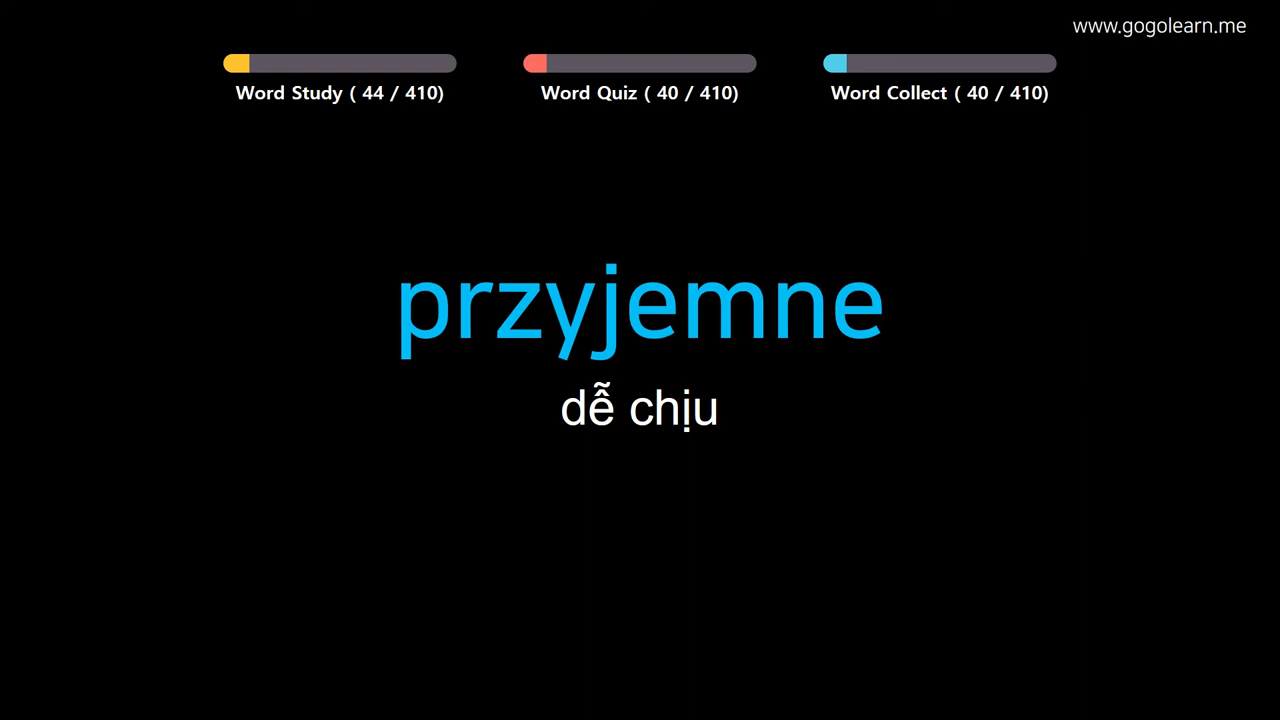 www.gogolearn.me
Word Study ( 44 / 410)
Word Quiz ( 40 / 410)
Word Collect ( 40 / 410)
przyjemne
dễ chịu